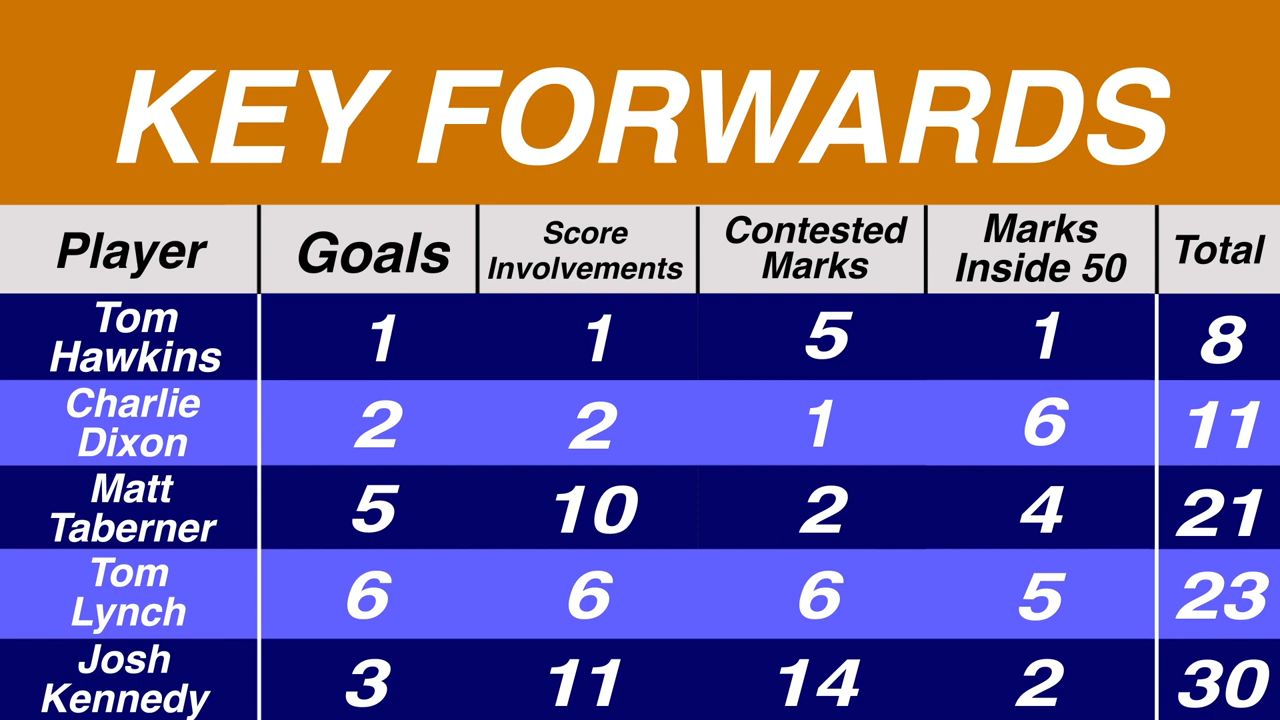 KEY FORWARDS
Player Goals Score Involvements Contested Marks Marks Inside 50 Total
Tom Hawkins 1 1 5 1 8
Charlie Dixon 2 2 1 6 11
Matt Taberner 5 10 2 4 21
Tom Lynch 6 6 6 5 23
Josh Kennedy 3 11 14 2 30